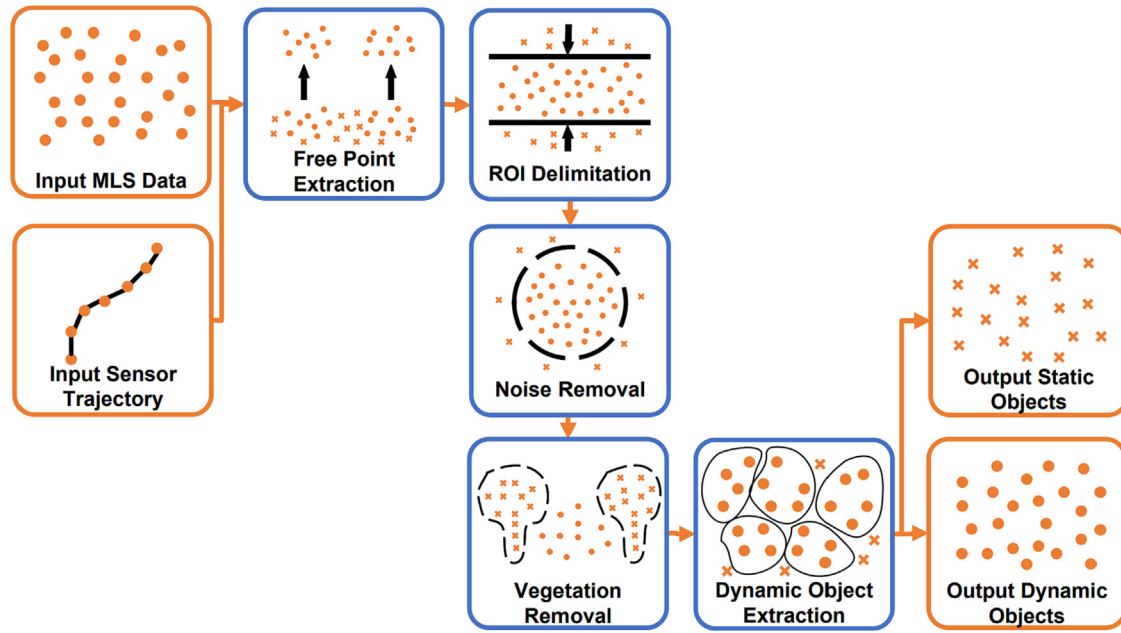 Input MLS Data
Free Point
Extraction
ROI Delimitation
Input Sensor
Trajectory
Noise Removal
Output Static
Objects
Vegetation
Removal
Dynamic Object
Extraction
Output Dynamic
Objects